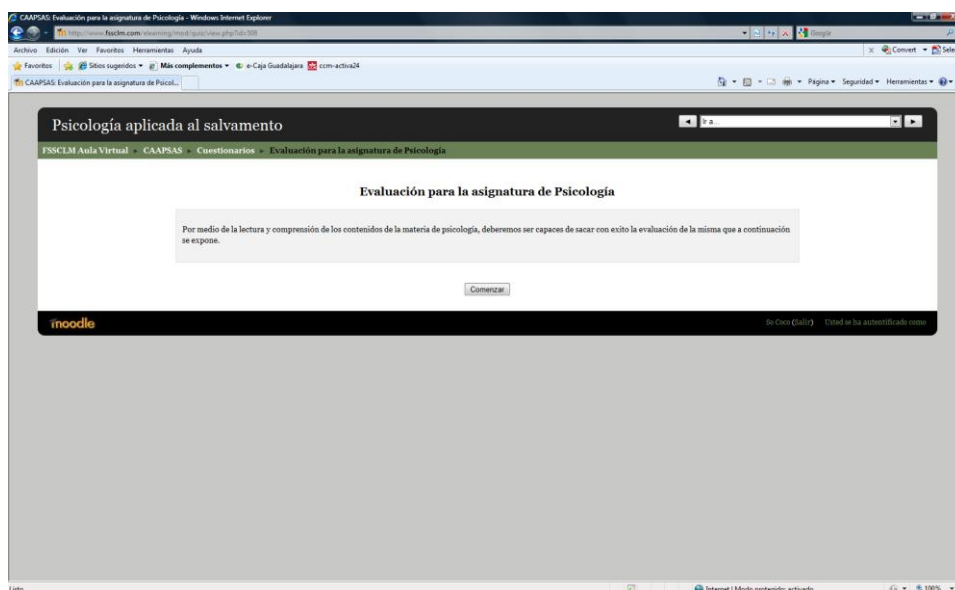 CAAPSAS: Evaluación para la asignatura de Psicología - Windows Internet Explorer
http://www.fssclm.com/elearning/mod/quiz/view.php?id=308
Google
Archivo Edición Ver Favoritos Herramientas Ayuda
x Convert Sele
Favoritos Sitios sugeridos Más complementos e-Caja Guadalajara ccm-activa24
CAAPSAS: Evaluación para la asignatura de Psicol...
Página Seguridad Herramientas
Psicología aplicada al salvamento
Ir a...
FSSCLM Aula Virtual ► CAAPSAS ► Cuestionarios ► Evaluación para la asignatura de Psicología
Evaluación para la asignatura de Psicología
Por medio de la lectura y comprensión de los contenidos de la materia de psicología, deberemos ser capaces de sacar con exito la evaluación de la misma que a continuación
se expone.
Comenzar
moodle
(Salir) Usted se ha autentificado como
Listo
Internet | Modo protegido: activado
100%